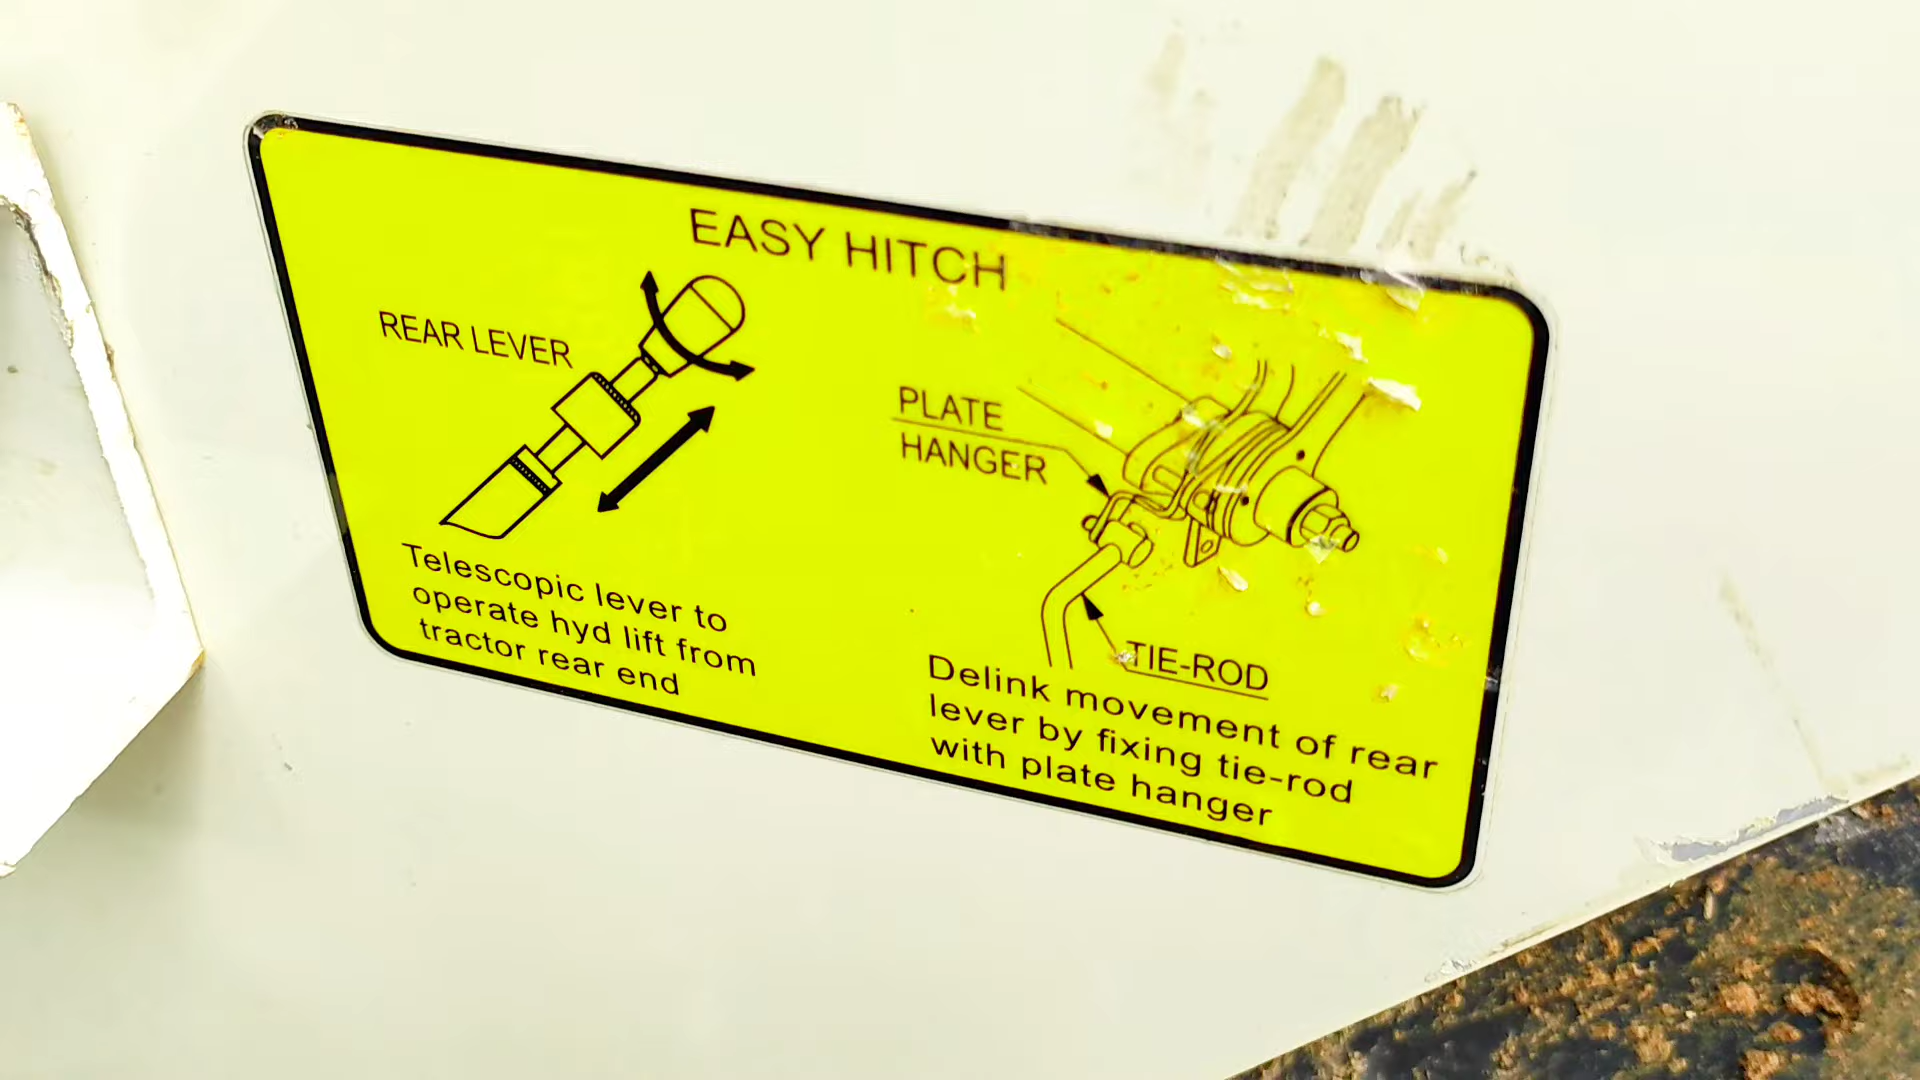 EASY HITCH
REAR LEVER
Telescopic lever to
operate hyd lift from
tractor rear end
PLATE
HANGER
TIE-ROD
Delink movement of rear
lever by fixing tie-rod
with plate hanger